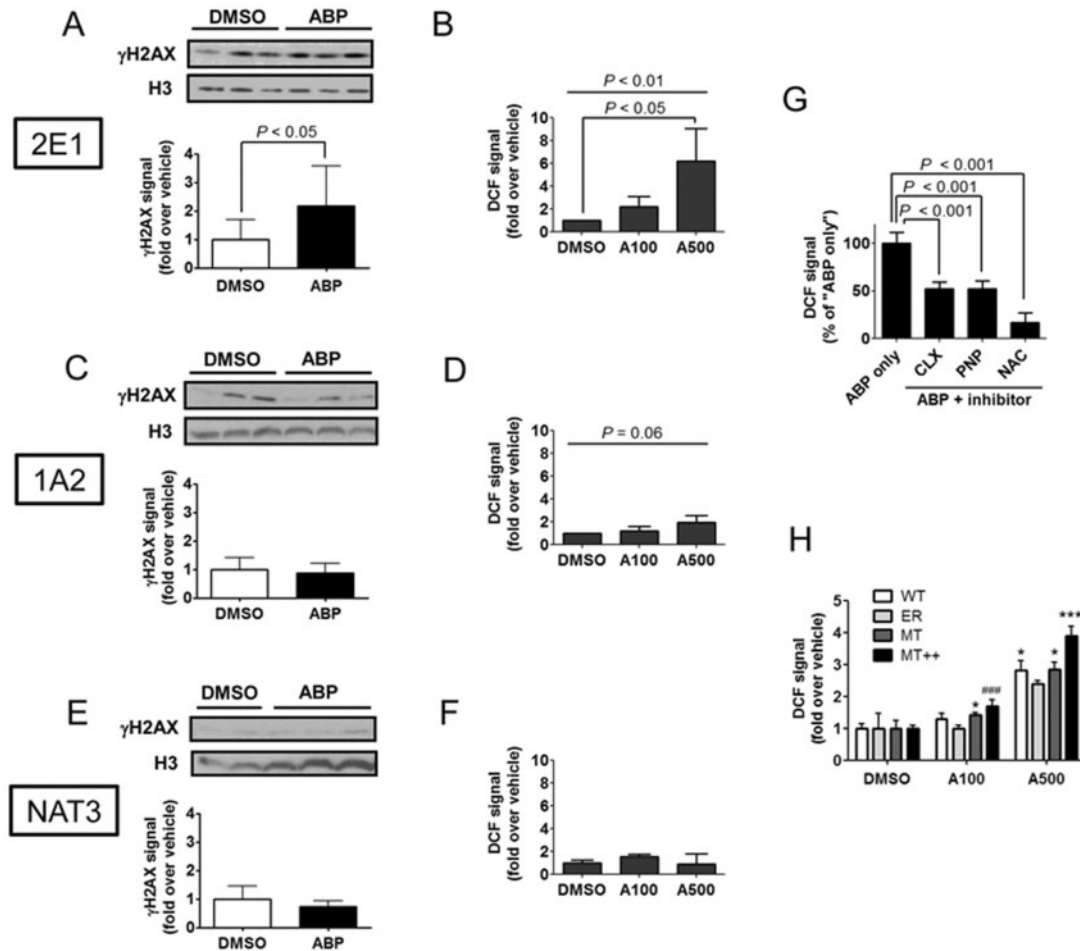 A
DMSO ABP
γH2AX
H3
2E1
P < 0.05
γH2AX signal
(fold over vehicle)
4
3
2
1
0
DMSO ABP
B
P < 0.01
P < 0.05
DCF signal
(fold over vehicle)
10
8
6
4
2
0
DMSO A100 A500
C
DMSO ABP
γH2AX
H3
1A2
γH2AX signal
(fold over vehicle)
4
3
2
1
0
DMSO ABP
D
P = 0.06
DCF signal
(fold over vehicle)
10
8
6
4
2
0
DMSO A100 A500
E
DMSO ABP
γH2AX
H3
NAT3
γH2AX signal
(fold over vehicle)
4
3
2
1
0
DMSO ABP
F
DCF signal
(fold over vehicle)
10
8
6
4
2
0
DMSO A100 A500
G
P < 0.001
P < 0.001
P < 0.001
DCF signal
(% of "ABP only")
100
50
0
ABP only CLX PNP NAC
ABP + inhibitor
H
WT
ER
MT
MT++
DCF signal
(fold over vehicle)
5
4
3
2
1
0
* ### * * ***
DMSO A100 A500